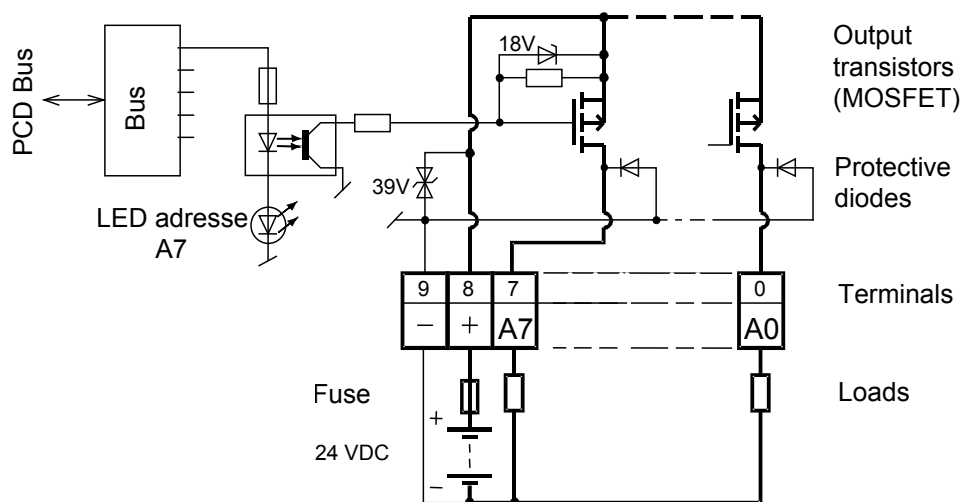 PCD Bus
Bus
18V
Output
transistors
(MOSFET)
39V
Protective
diodes
LED adresse
A7
9 8 7 0
Terminals
– + A7 A0
Fuse
Loads
+
24 VDC
–